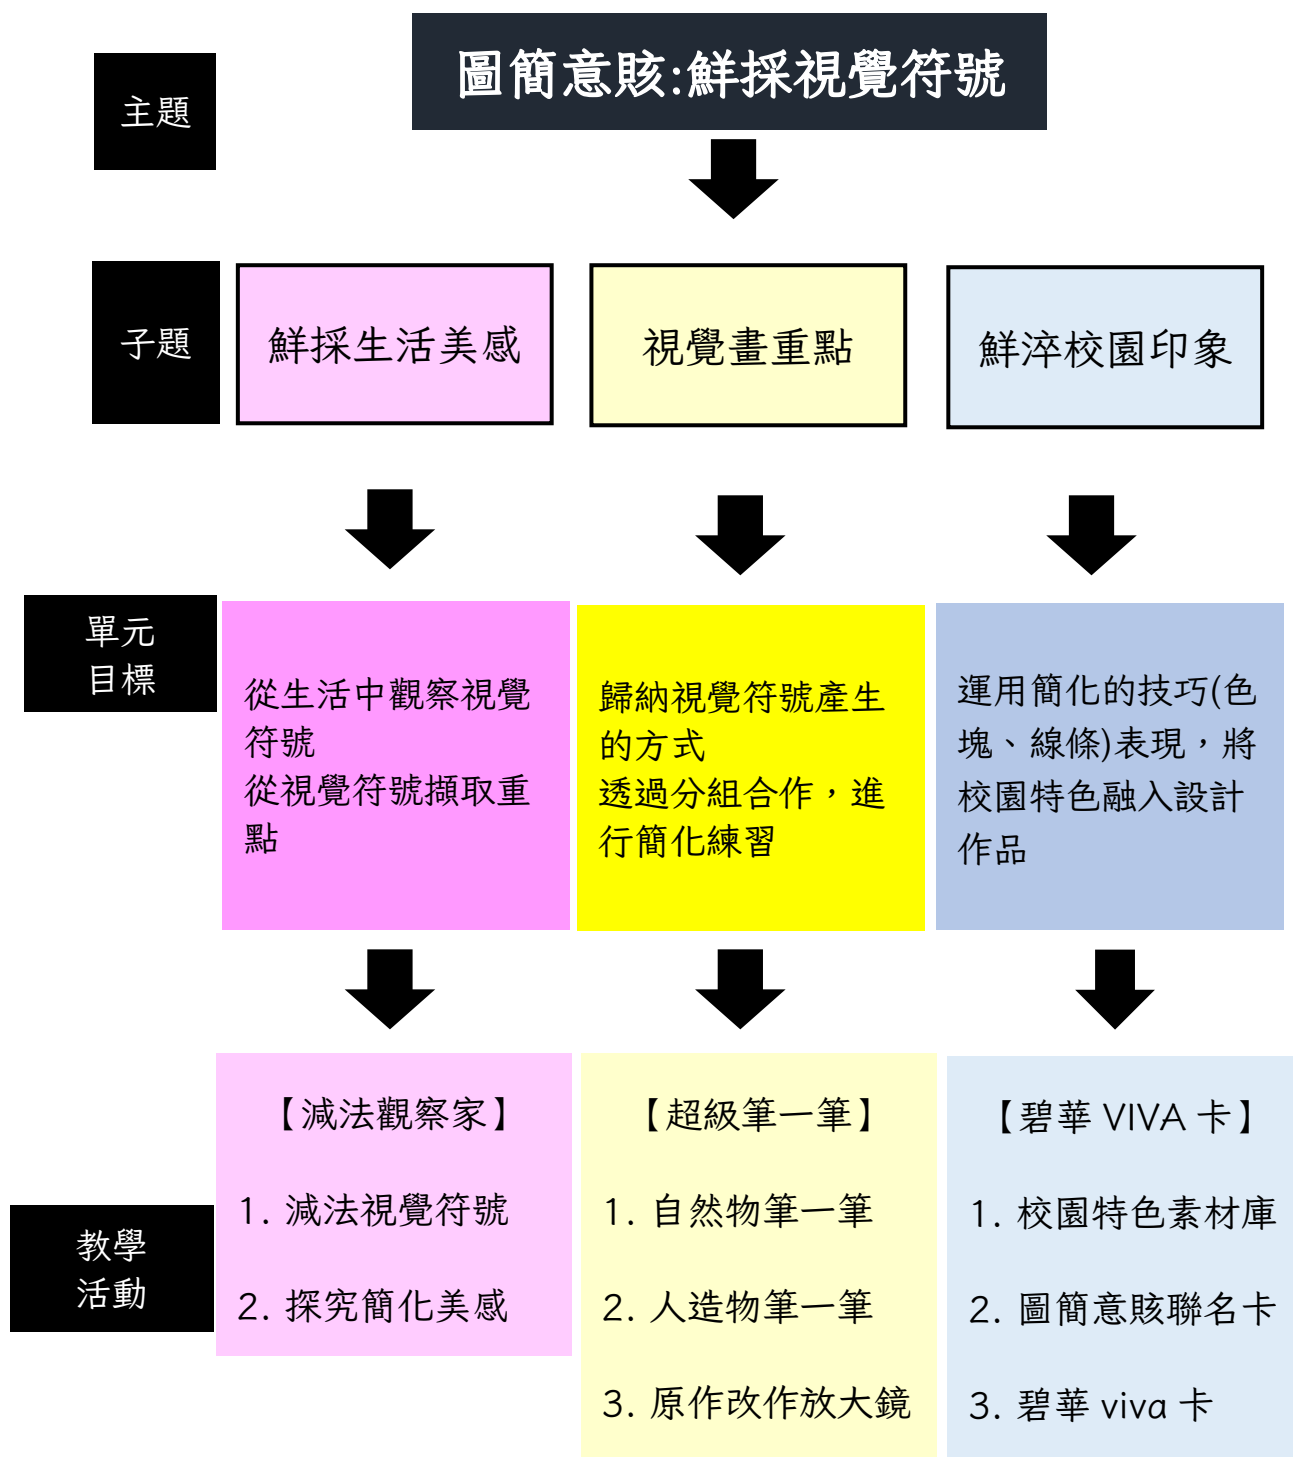 主題
圖簡意賅:鮮採視覺符號
子題
鮮採生活美感
視覺畫重點
鮮淬校園印象
單元
目標
從生活中觀察視覺
符號
從視覺符號擷取重
點
歸納視覺符號產生
的方式
透過分組合作，進
行簡化練習
運用簡化的技巧(色
塊、線條)表現，將
校園特色融入設計
作品
教學
活動
【減法觀察家】
1. 減法視覺符號
2. 探究簡化美感
【超級筆一筆】
1. 自然物筆一筆
2. 人造物筆一筆
3. 原作改作放大鏡
【碧華 VIVA 卡】
1. 校園特色素材庫
2. 圖簡意賅聯名卡
3. 碧華 viva 卡